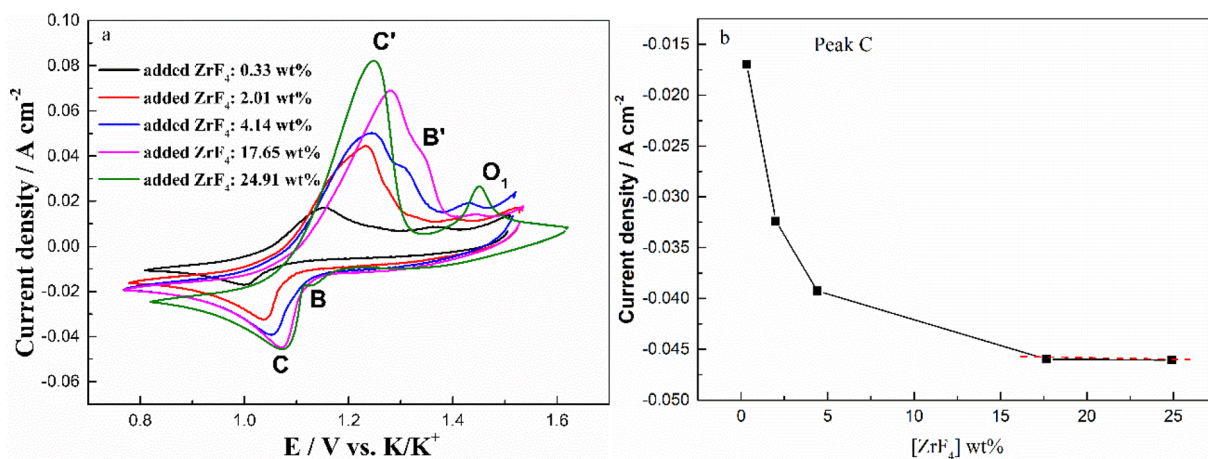 a
C'
added ZrF4: 0.33 wt%
added ZrF4: 2.01 wt%
added ZrF4: 4.14 wt%
added ZrF4: 17.65 wt%
added ZrF4: 24.91 wt%
B'
O1
B
C
0.10
0.08
0.06
0.04
0.02
0.00
-0.02
-0.04
-0.06
Current density / A cm-2
0.8
1.0
1.2
1.4
1.6
E / V vs. K/K+
b
Peak C
-0.015
-0.020
-0.025
-0.030
-0.035
-0.040
-0.045
-0.050
Current density / A cm-2
0
5
10
15
20
25
[ZrF4] wt%